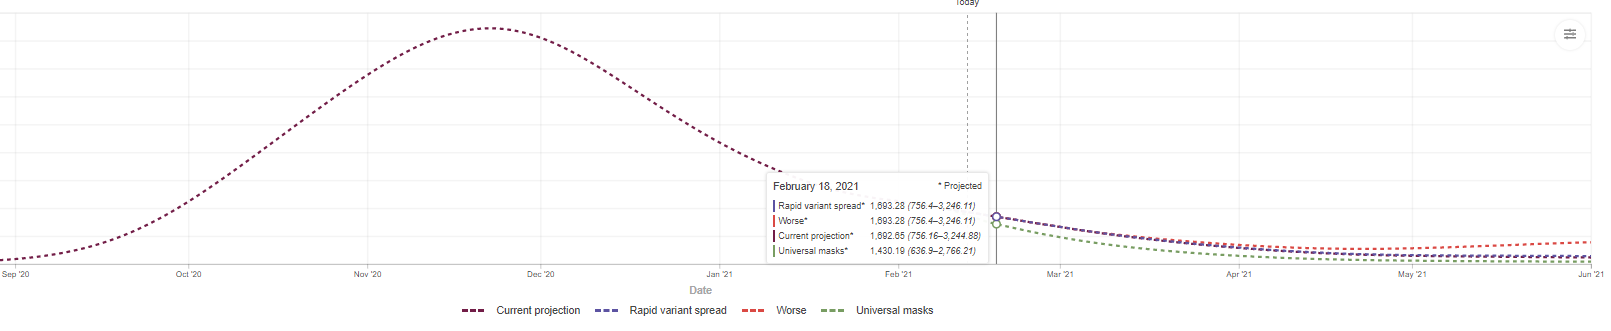 Today
February 18, 2021 * Projected
Rapid variant spread* 1,693.28 (756.4–3,246.11)
Worse* 1,693.28 (756.4–3,246.11)
Current projection* 1,692.65 (756.16–3,244.88)
Universal masks* 1,430.19 (636.9–2,766.21)
Sep '20 Oct '20 Nov '20 Dec '20 Jan '21 Feb '21 Mar '21 Apr '21 May '21 Jun '21
Date
Current projection Rapid variant spread Worse Universal masks